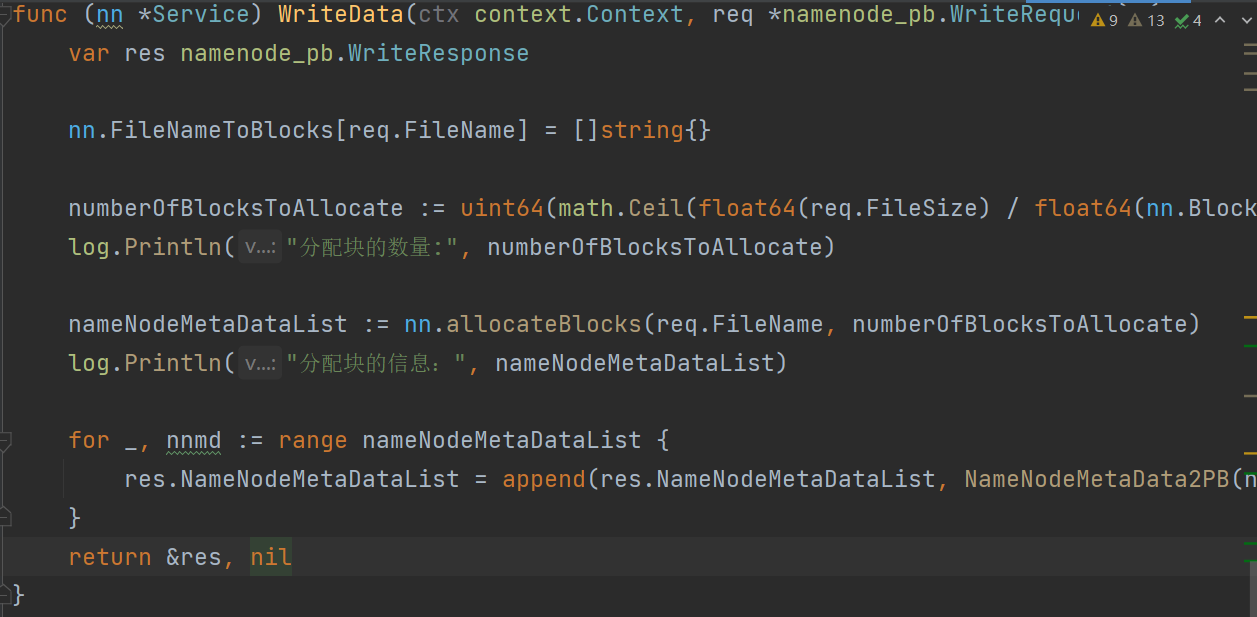 func (nn *Service) WriteData(ctx context.Context, req *namenode_pb.WriteRequ
9 13 4
var res namenode_pb.WriteResponse
nn.FileNameToBlocks[req.FileName] = []string{}
numberOfBlocksToAllocate := uint64(math.Ceil(float64(req.FileSize) / float64(nn.Block
log.Println( v...: "分配块的数量:", numberOfBlocksToAllocate)
nameNodeMetaDataList := nn.allocateBlocks(req.FileName, numberOfBlocksToAllocate)
log.Println( v...: "分配块的信息：", nameNodeMetaDataList)
for _, nnmd := range nameNodeMetaDataList {
res.NameNodeMetaDataList = append(res.NameNodeMetaDataList, NameNodeMetaData2PB(n
}
return &res, nil
}